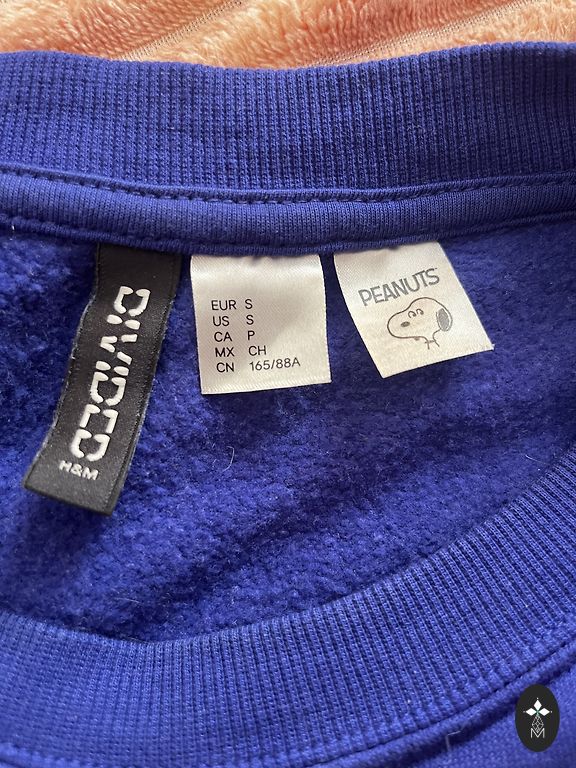 DIVIDED
H&M
EUR S
US S
CA P
MX CH
CN 165/88A
PEANUTS
M